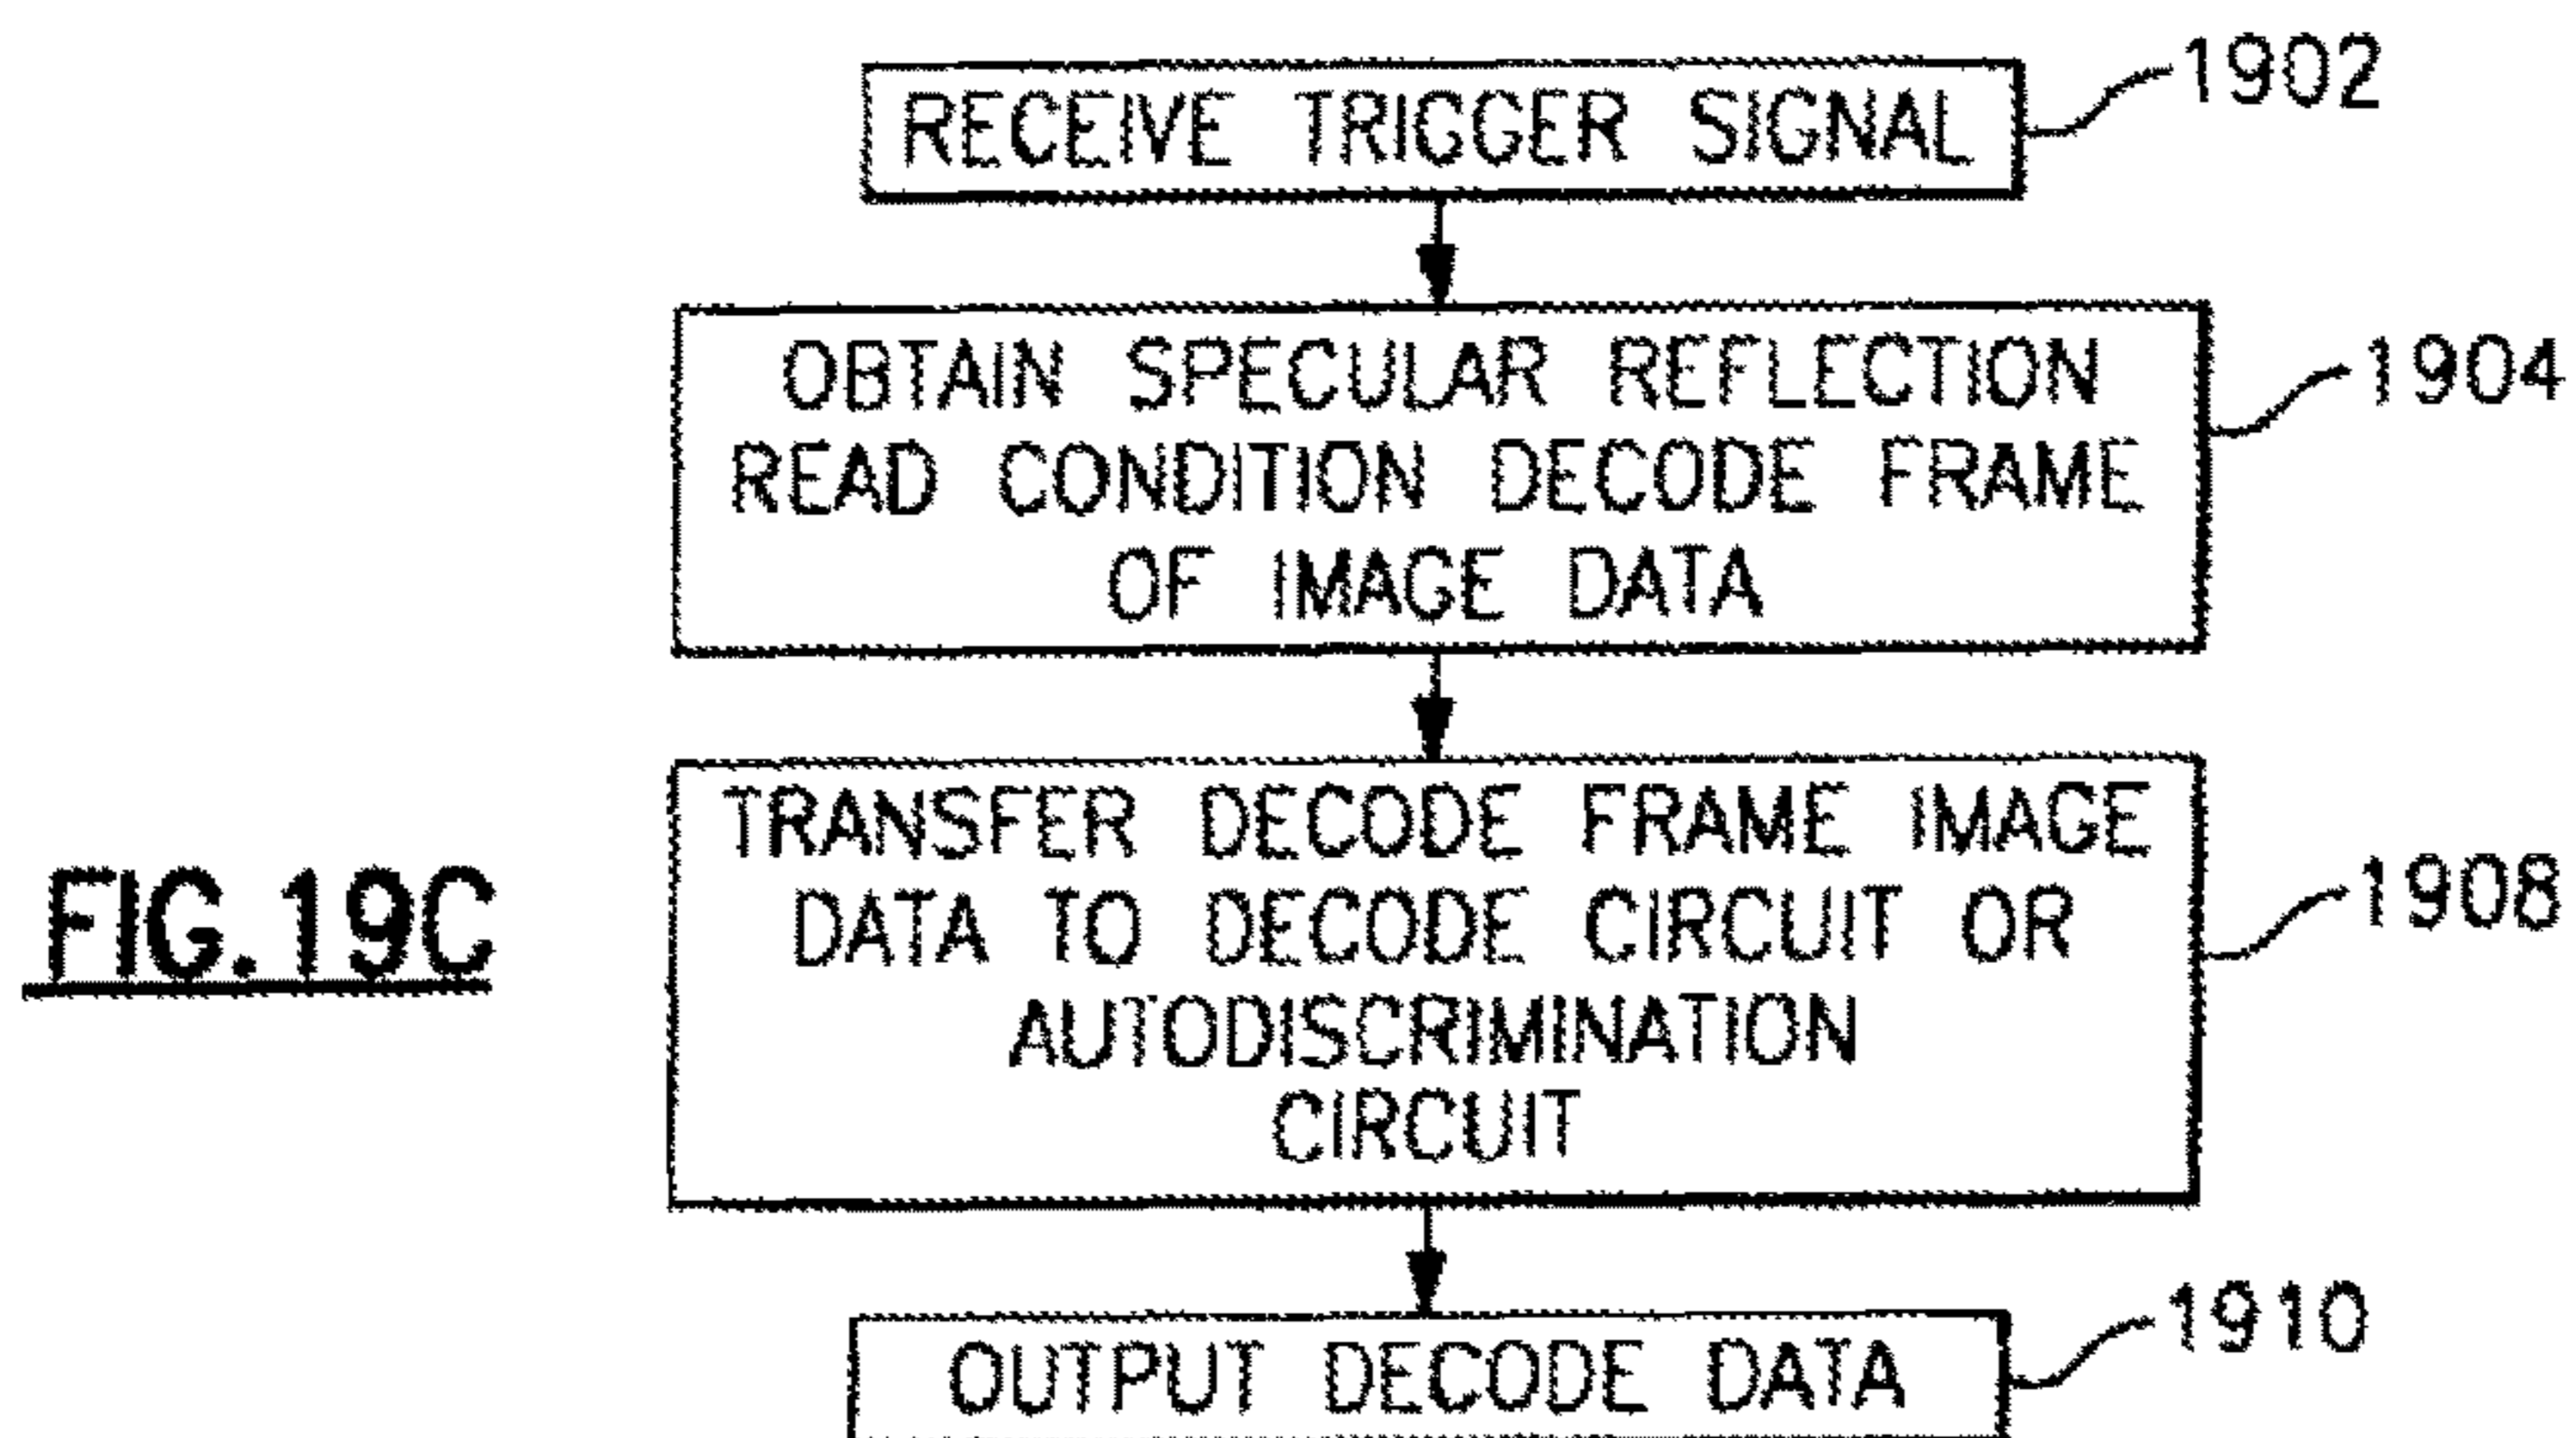 RECEIVE TRIGGER SIGNAL
1902
OBTAIN SPECULAR REFLECTION
READ CONDITION DECODE FRAME
OF IMAGE DATA
1904
TRANSFER DECODE FRAME IMAGE
DATA TO DECODE CIRCUIT OR
AUTODISCRIMINATION
CIRCUIT
1908
FIG.19C
OUTPUT DECODE DATA
1910